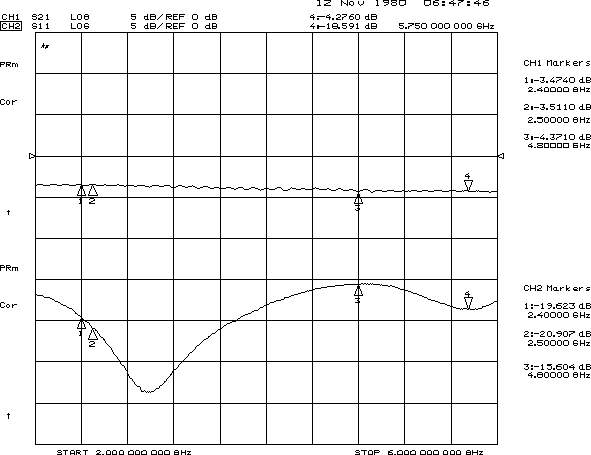 12 Nov 1980 06:47:46
CH1 S21 LOG 5 dB/REF 0 dB 4:-4.2760 dB
CH2 S11 LOG 5 dB/REF 0 dB 4:-18.591 dB 5.750 000 000 GHz
PRm
Cor
↑
PRm
Cor
↑
1 2 3 4
1 2 3 4
CH1 Markers
1:-3.4740 dB
2.40000 GHz
2:-3.5110 dB
2.50000 GHz
3:-4.3710 dB
4.80000 GHz
CH2 Markers
1:-19.623 dB
2.40000 GHz
2:-20.907 dB
2.50000 GHz
3:-15.604 dB
4.80000 GHz
START 2.000 000 000 GHz STOP 6.000 000 000 GHz